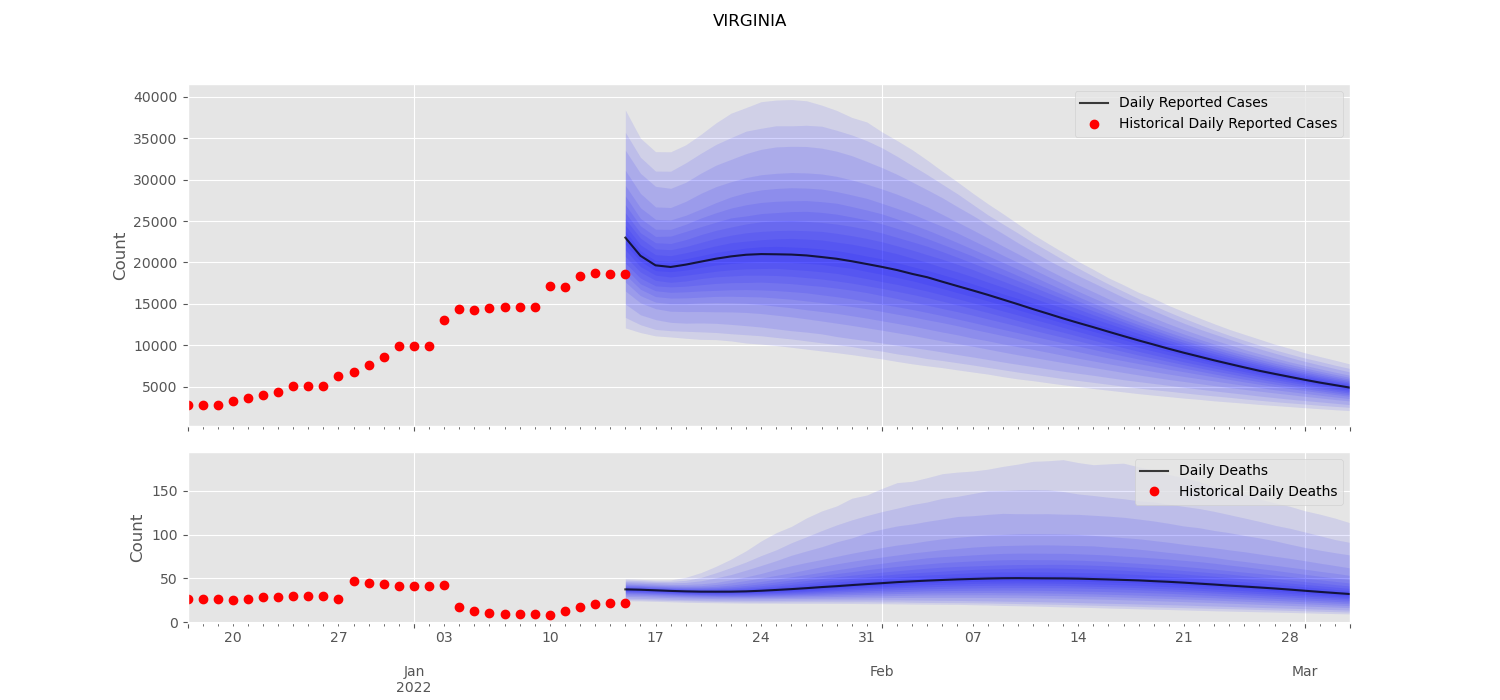 VIRGINIA
40000
35000
30000
25000
20000
15000
10000
5000
Count
Daily Reported Cases
Historical Daily Reported Cases
150
100
50
0
Count
Daily Deaths
Historical Daily Deaths
20 27 03 10 17 24 31 07 14 21 28
Jan Feb Mar
2022